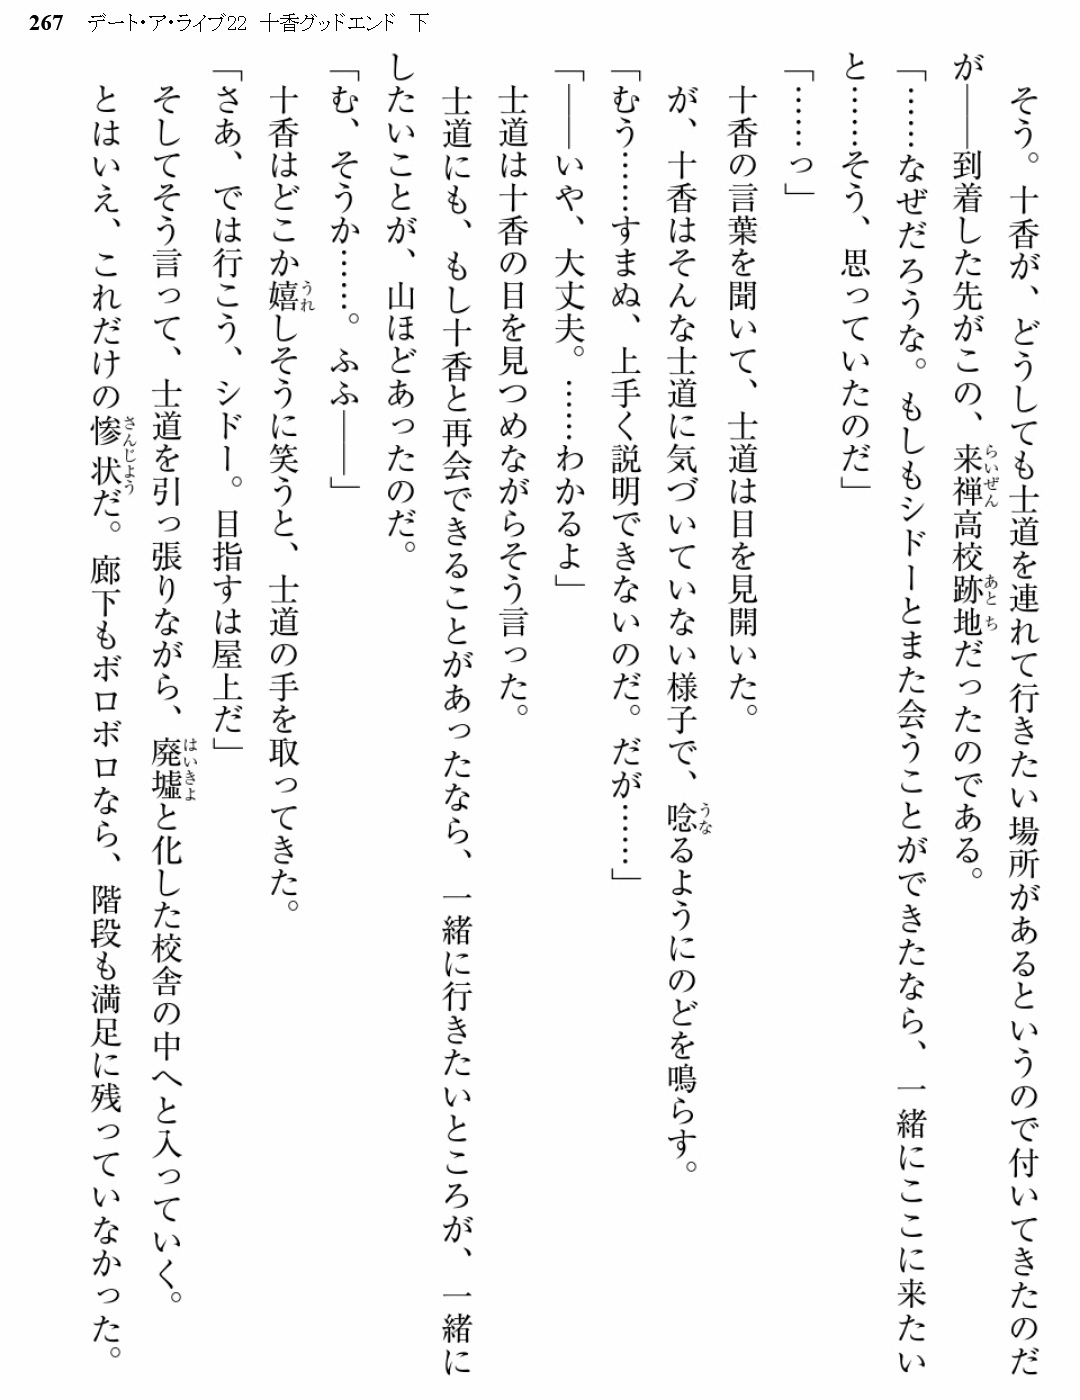 267 デート・ア・ライブ22 十香グッドエンド 下
そう。十香が、どうしても士道を連れて行きたい場所があるというので付いてきたのだ
が――到着した先がこの、来禅高校跡地だったのである。
「……なぜだろうな。もしもシドーとまた会うことができたなら、一緒にここに来たい
と……そう、思っていたのだ」
「……っ」
十香の言葉を聞いて、士道は目を見開いた。
が、十香はそんな士道に気づいていない様子で、唸るようにのどを鳴らす。
「むう……すまぬ、上手く説明できないのだ。だが……」
「――いや、大丈夫。……わかるよ」
士道は十香の目を見つめながらそう言った。
士道にも、もし十香と再会できることがあったなら、一緒に行きたいところが、一緒に
したいことが、山ほどあったのだ。
「む、そうか……。ふふ――」
十香はどこか嬉しそうに笑うと、士道の手を取ってきた。
「さあ、では行こう、シドー。目指すは屋上だ」
そしてそう言って、士道を引っ張りながら、廃墟と化した校舎の中へと入っていく。
とはいえ、これだけの惨状だ。廊下もボロボロなら、階段も満足に残っていなかった。